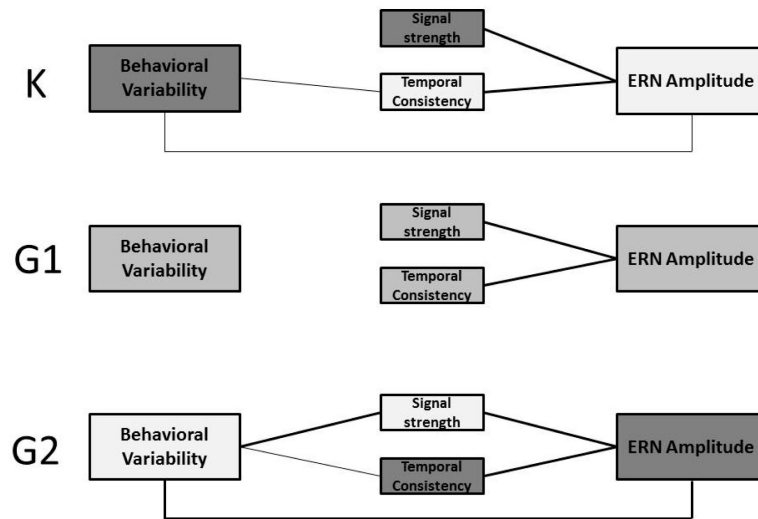 K
Behavioral
Variability
Signal
strength
Temporal
Consistency
ERN Amplitude
G1
Behavioral
Variability
Signal
strength
Temporal
Consistency
ERN Amplitude
G2
Behavioral
Variability
Signal
strength
Temporal
Consistency
ERN Amplitude